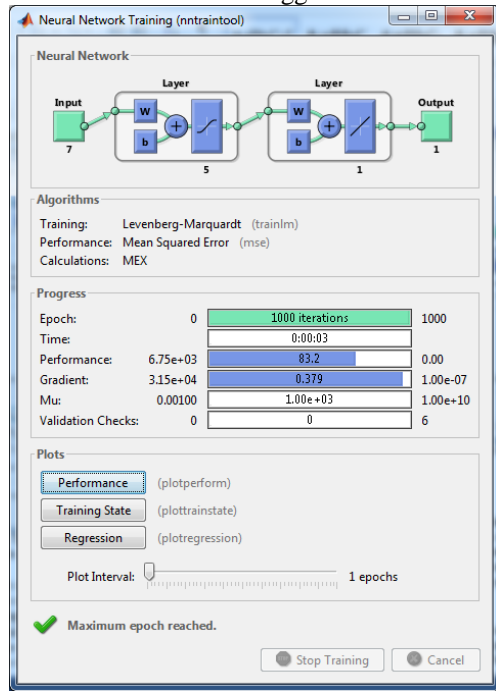 Neural Network Training (nntraintool)
Neural Network
Layer Layer
Input Output
W W
b b
7 1
5 1
Algorithms
Training: Levenberg-Marquardt (trainlm)
Performance: Mean Squared Error (mse)
Calculations: MEX
Progress
Epoch: 0 1000 iterations 1000
Time: 0:00:03
Performance: 6.75e+03 83.2 0.00
Gradient: 3.15e+04 0.379 1.00e-07
Mu: 0.00100 1.00e+03 1.00e+10
Validation Checks: 0 0 6
Plots
Performance (plotperform)
Training State (plottrainstate)
Regression (plotregression)
Plot Interval: 1 epochs
Maximum epoch reached.
Stop Training Cancel